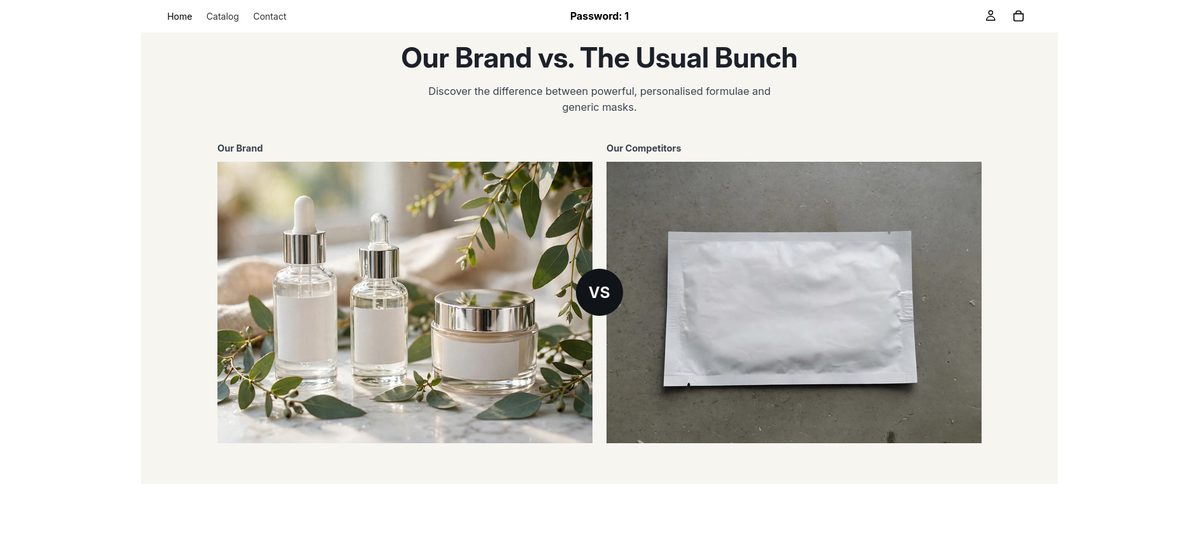 Home Catalog Contact Password: 1
Our Brand vs. The Usual Bunch
Discover the difference between powerful, personalised formulae and
generic masks.
Our Brand
Our Competitors
VS